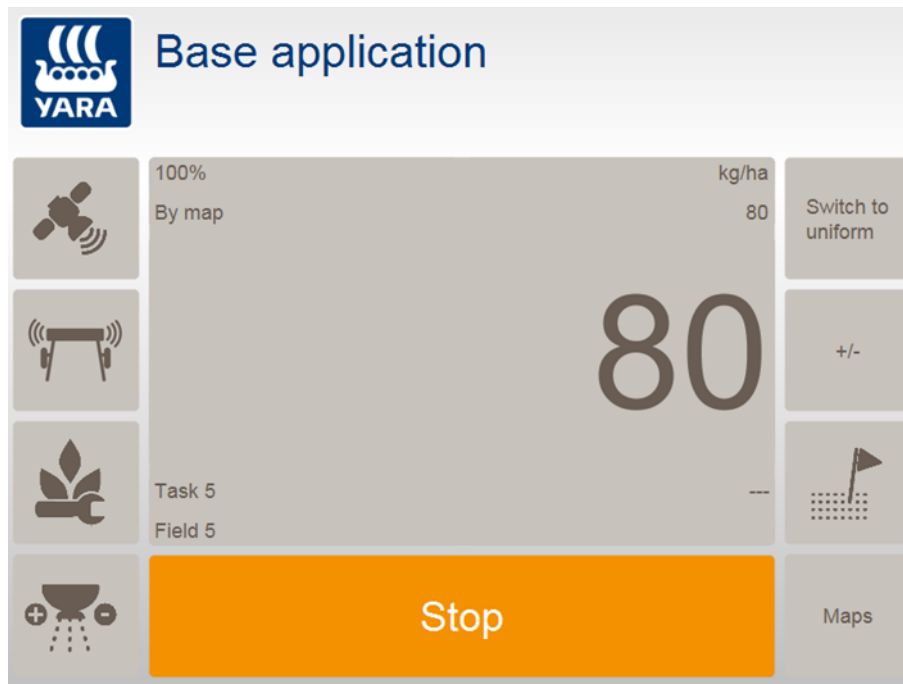 YARA
Base application
100%
kg/ha
By map
80
Switch to
uniform
80
+/-
Task 5
---
Field 5
Stop
Maps